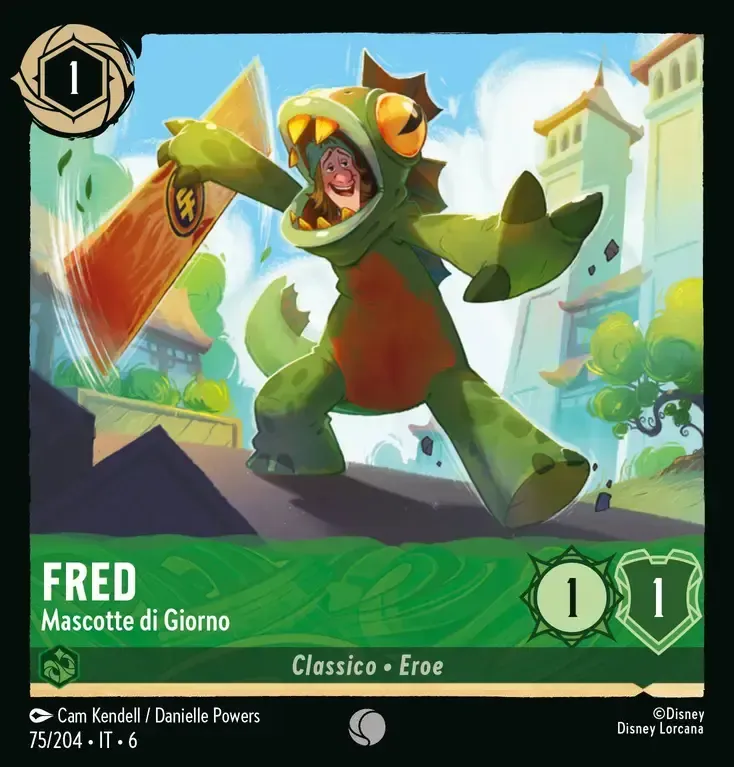 1
FRED
Mascotte di Giorno
1
1
Classico • Eroe
Cam Kendell / Danielle Powers
©Disney
75/204 • IT • 6
Disney Lorcana